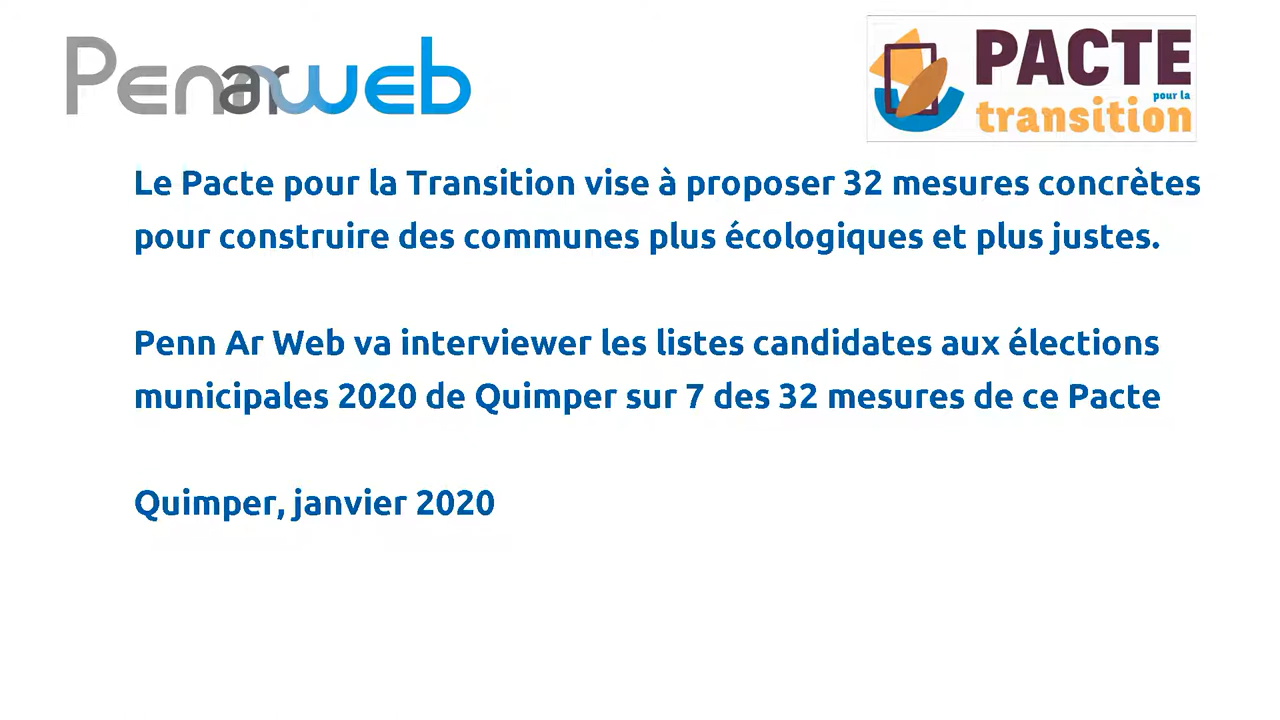 Pennarweb
PACTE
pour la
transition
Le Pacte pour la Transition vise à proposer 32 mesures concrètes
pour construire des communes plus écologiques et plus justes.
Penn Ar Web va interviewer les listes candidates aux élections
municipales 2020 de Quimper sur 7 des 32 mesures de ce Pacte
Quimper, janvier 2020